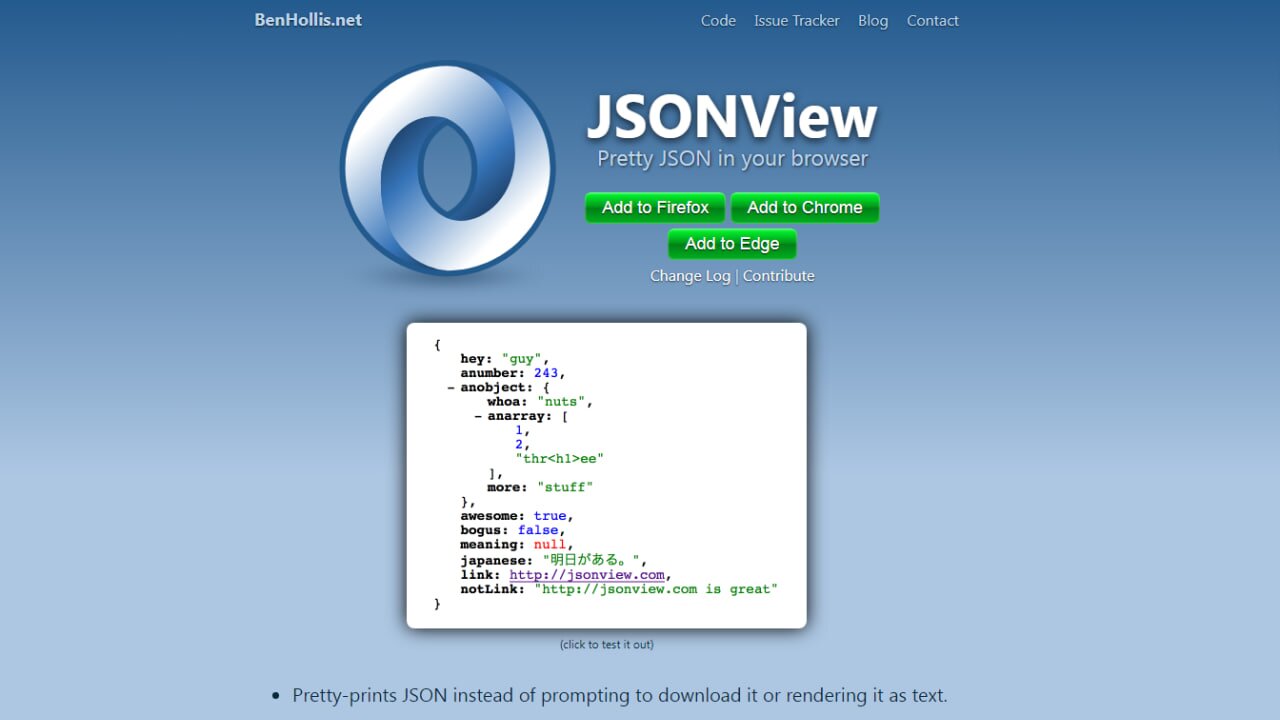 BenHollis.net
Code Issue Tracker Blog Contact
JSONView
Pretty JSON in your browser
Add to Firefox Add to Chrome
Add to Edge
Change Log | Contribute
{
hey: "guy",
anumber: 243,
- anobject: {
whoa: "nuts",
- anarray: [
1,
2,
"thr<h1>ee"
],
more: "stuff"
},
awesome: true,
bogus: false,
meaning: null,
japanese: "明日がある。",
link: http://jsonview.com,
notLink: "http://jsonview.com is great"
}
(click to test it out)
• Pretty-prints JSON instead of prompting to download it or rendering it as text.